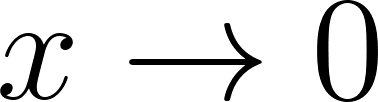 x → 0